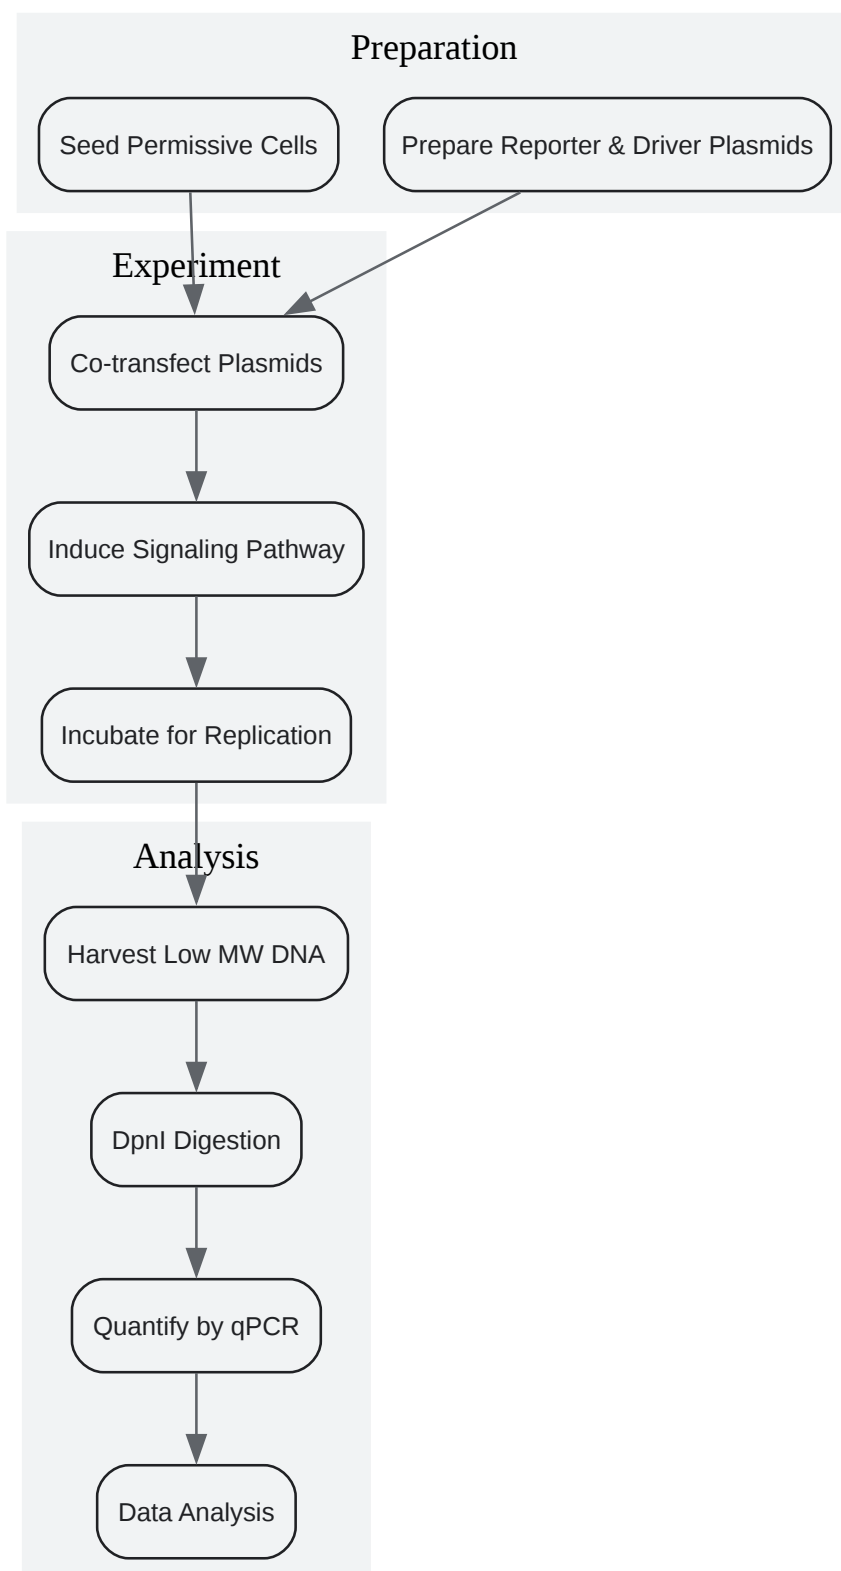 Preparation
Seed Permissive Cells
Prepare Reporter & Driver Plasmids
Experiment
Co-transfect Plasmids
Induce Signaling Pathway
Incubate for Replication
Analysis
Harvest Low MW DNA
DpnI Digestion
Quantify by qPCR
Data Analysis